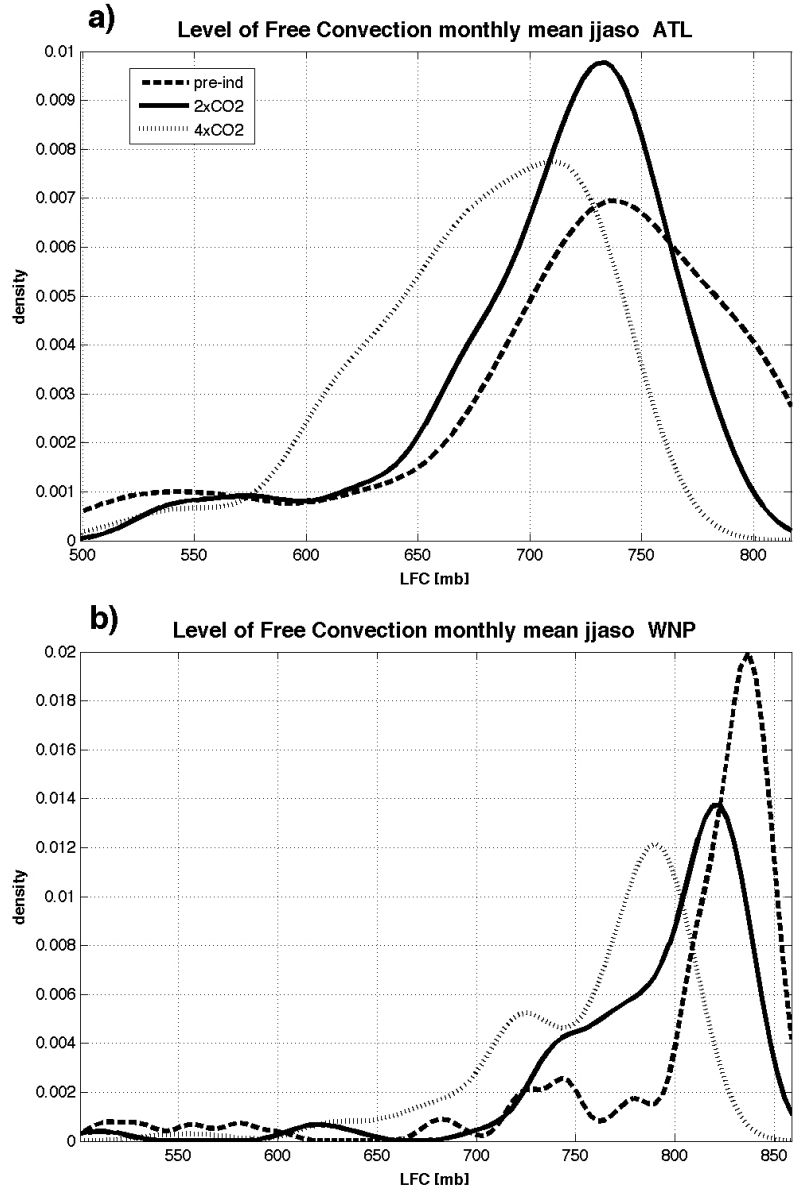 a)
Level of Free Convection monthly mean jjaso ATL
0.01
0.009
0.008
0.007
0.006
0.005
0.004
0.003
0.002
0.001
0
density
pre-ind
2xCO2
4xCO2
500 550 600 650 700 750 800
LFC [mb]
b)
Level of Free Convection monthly mean jjaso WNP
0.02
0.018
0.016
0.014
0.012
0.01
0.008
0.006
0.004
0.002
0
density
550 600 650 700 750 800 850
LFC [mb]